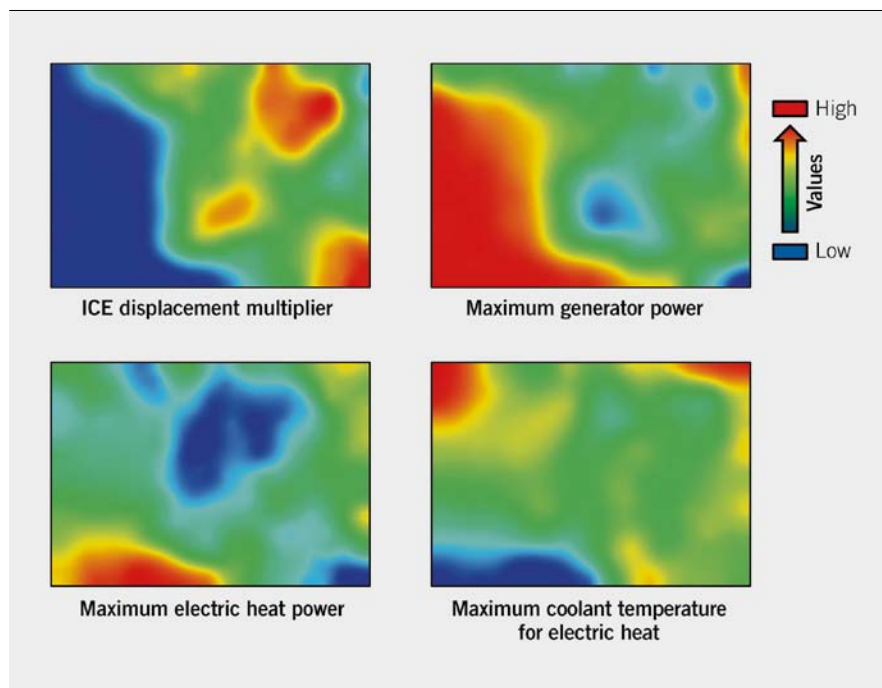 ICE displacement multiplier
Maximum generator power
High
Values
Low
Maximum electric heat power
Maximum coolant temperature
for electric heat